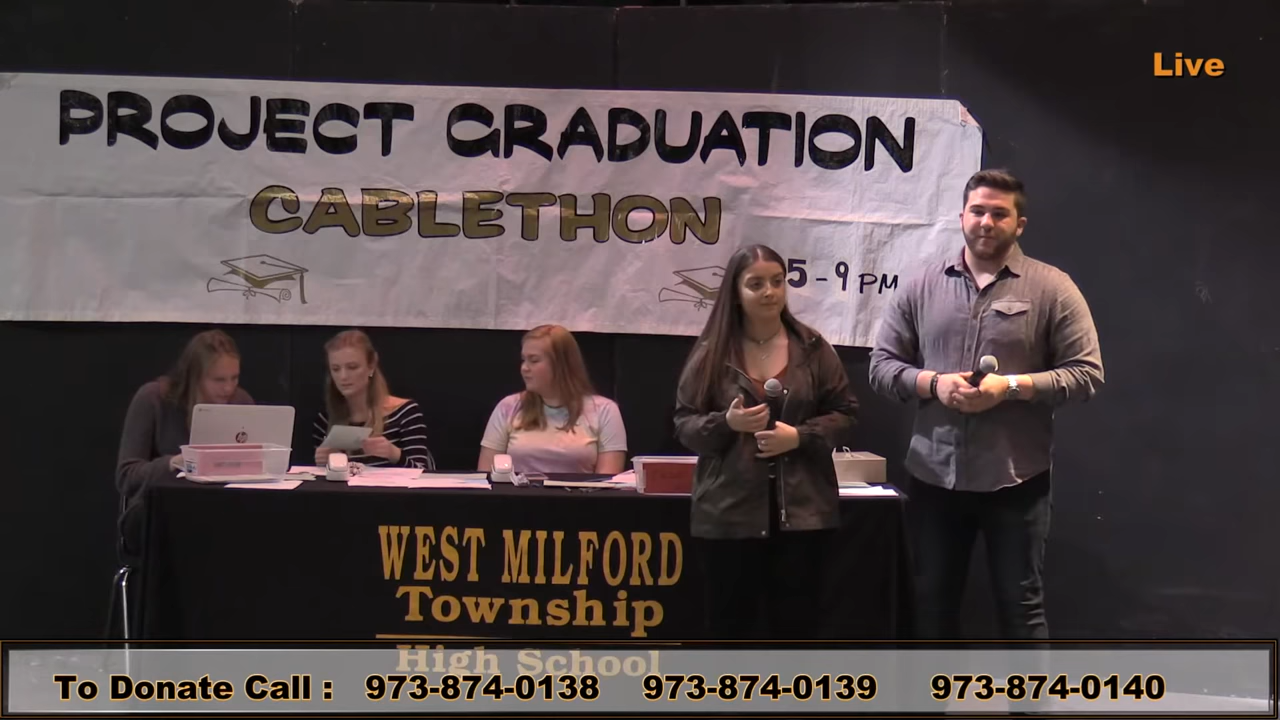 Live
PROJECT GRADUATION
CABLETHON
5-9 PM
hp
WEST MILFORD
Township
High School
To Donate Call : 973-874-0138 973-874-0139 973-874-0140